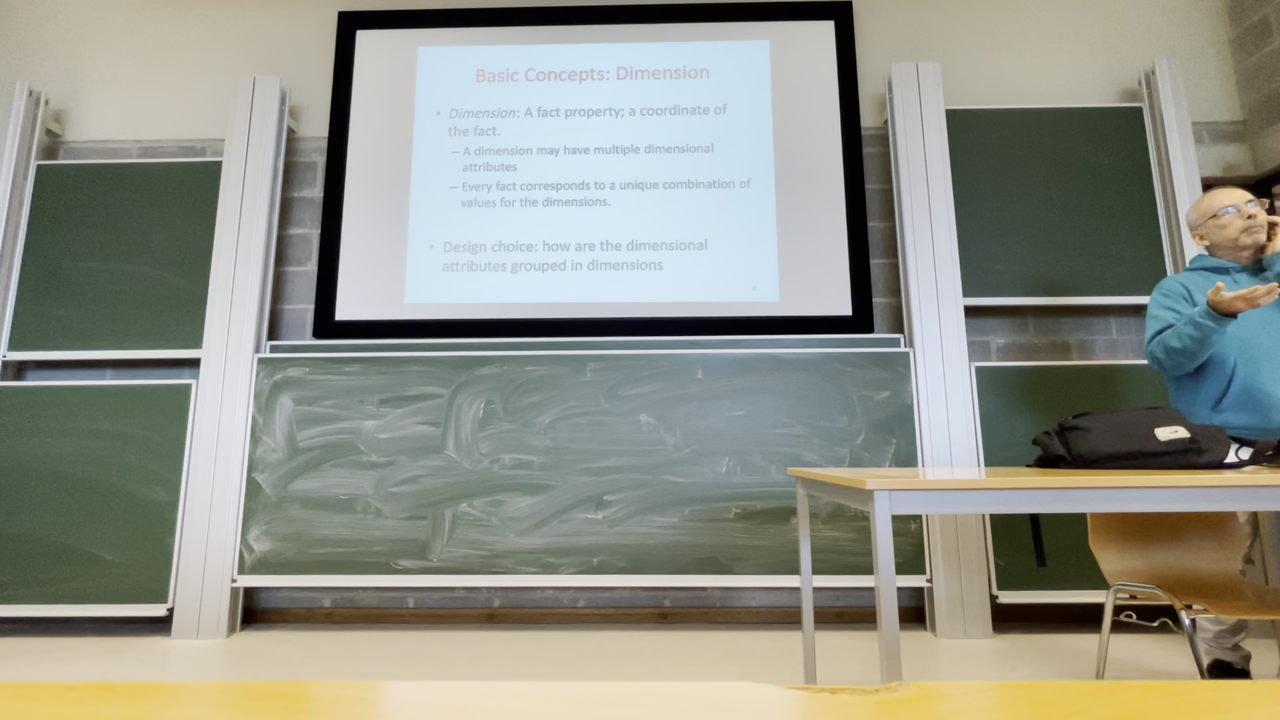 Basic Concepts: Dimension
• Dimension: A fact property; a coordinate of
the fact.
– A dimension may have multiple dimensional
attributes
– Every fact corresponds to a unique combination of
values for the dimensions.
• Design choice: how are the dimensional
attributes grouped in dimensions